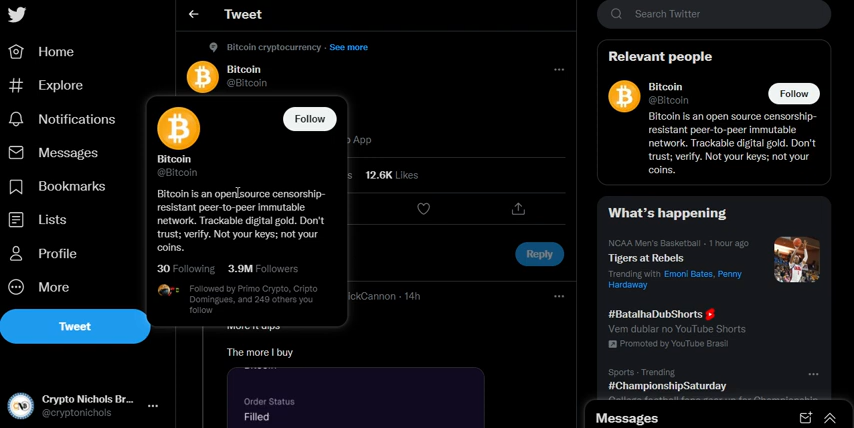 Home
Explore
Notifications
Messages
Bookmarks
Lists
Profile
More
Tweet
Crypto Nichols Br...
@cryptonichols
Tweet
Bitcoin cryptocurrency · See more
Bitcoin
@Bitcoin
App
12.6K Likes
Reply
Follow
Bitcoin
@Bitcoin
Bitcoin is an open source censorship-
resistant peer-to-peer immutable
network. Trackable digital gold. Don't
trust; verify. Not your keys; not your
coins.
30 Following 3.9M Followers
Followed by Primo Crypto, Cripto
Domingues, and 249 others you
follow
ickCannon · 14h
More it dips
The more I buy
Order Status
Filled
Search Twitter
Relevant people
Bitcoin
@Bitcoin
Follow
Bitcoin is an open source censorship-
resistant peer-to-peer immutable
network. Trackable digital gold. Don't
trust; verify. Not your keys; not your
coins.
What's happening
NCAA Men's Basketball · 1 hour ago
Tigers at Rebels
Trending with Emoni Bates, Penny
Hardaway
#BatalhaDubShorts
Vem dublar no YouTube Shorts
Promoted by YouTube Brasil
Sports · Trending
#ChampionshipSaturday
Messages